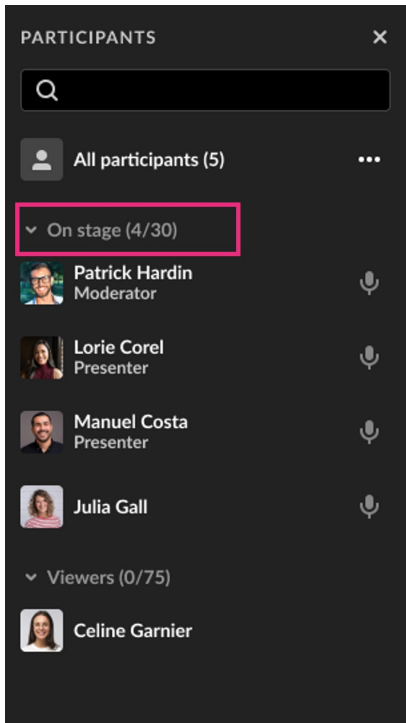 PARTICIPANTS
All participants (5)
On stage (4/30)
Patrick Hardin
Moderator
Lorie Corel
Presenter
Manuel Costa
Presenter
Julia Gall
Viewers (0/75)
Celine Garnier